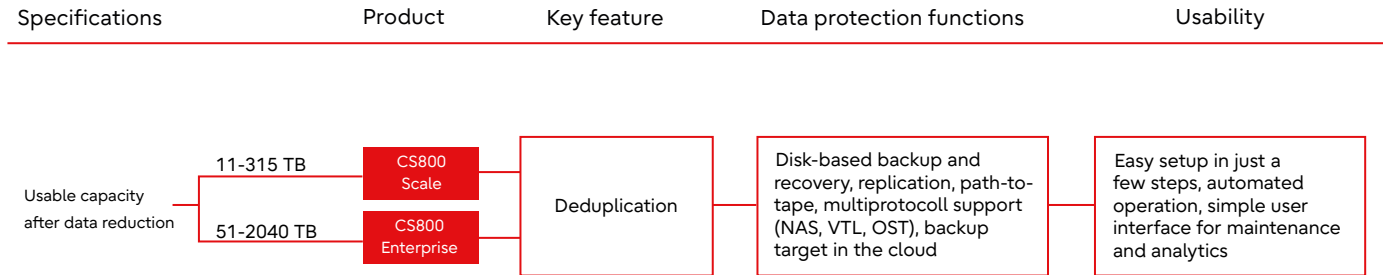 Specifications
Product
Key feature
Data protection functions
Usability
Usable capacity
after data reduction
11-315 TB
51-2040 TB
CS800
Scale
CS800
Enterprise
Deduplication
Disk-based backup and
recovery, replication, path-to-
tape, multiprotocoll support
(NAS, VTL, OST), backup
target in the cloud
Easy setup in just a
few steps, automated
operation, simple user
interface for maintenance
and analytics